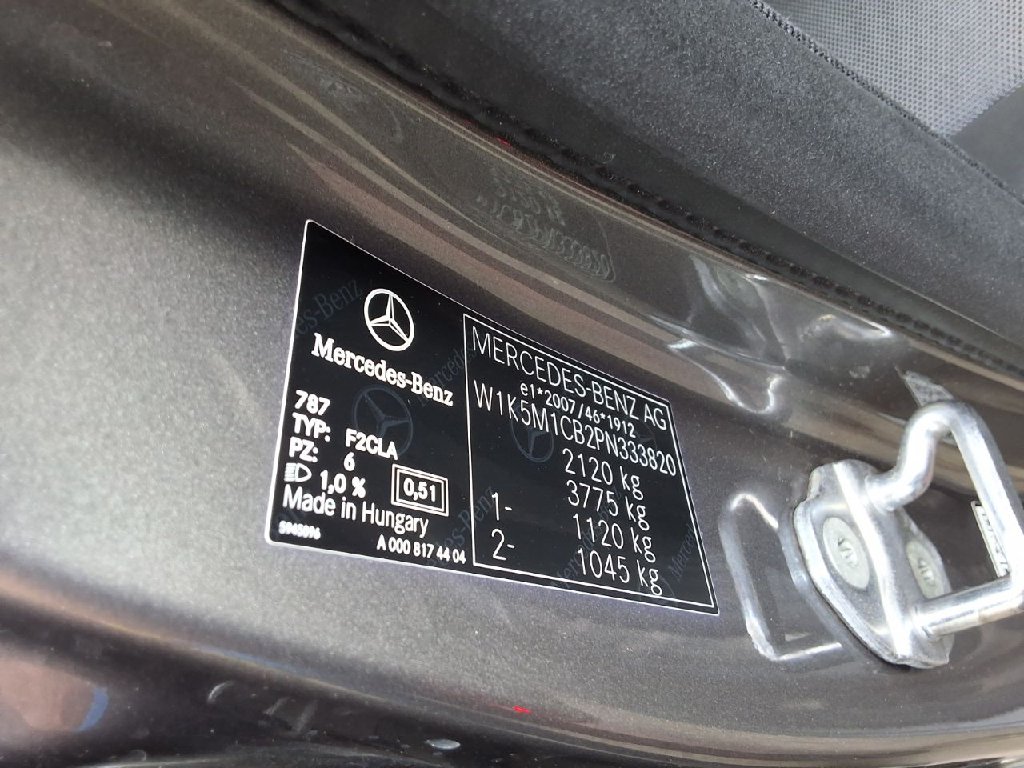 Mercedes-Benz
787
TYP: F2CLA
PZ: 6
1,0 %
0,51
Made in Hungary
A 000 817 44 04
MERCEDES-BENZ AG
e1*2007/46*1912
W1K5M1CB2PN333820
2120 kg
3775 kg
1- 1120 kg
2- 1045 kg